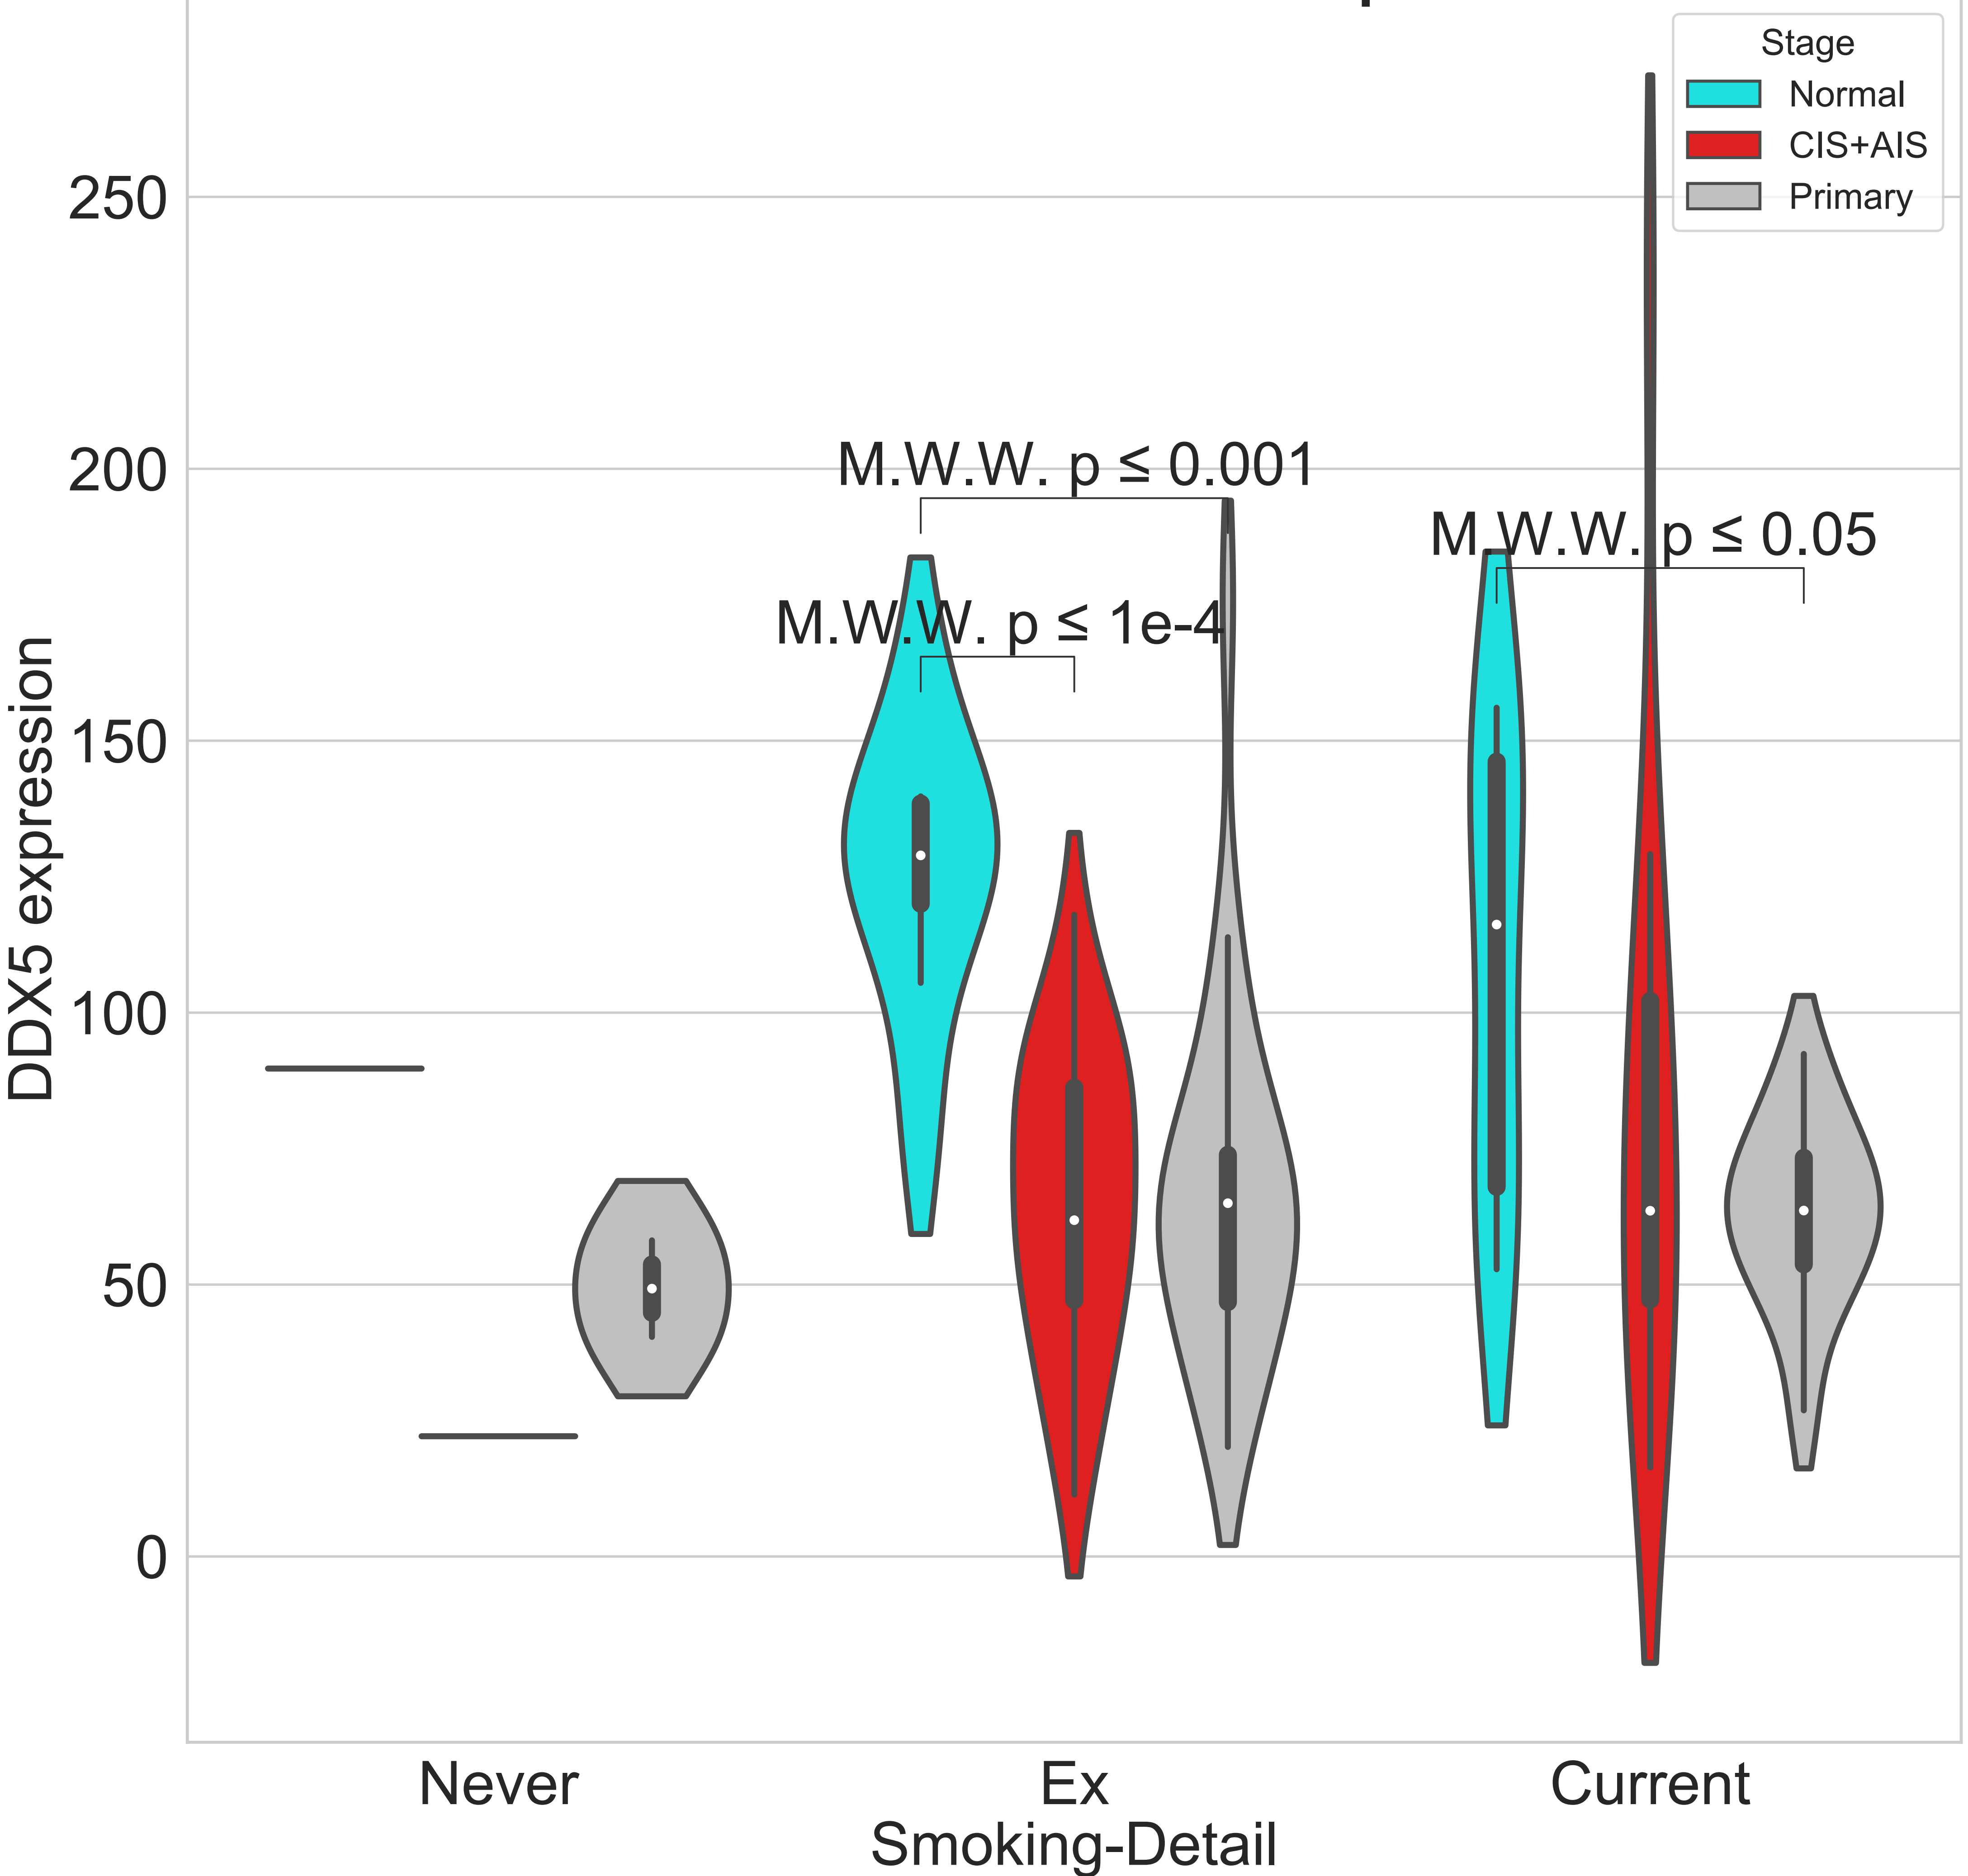 Stage
Normal
CIS+AIS
Primary
250
200
150
100
50
0
DDX5 expression
M.W.W. p ≤ 0.001
M.W.W. p ≤ 0.05
M.W.W. p ≤ 1e-4
Never
Ex
Current
Smoking-Detail